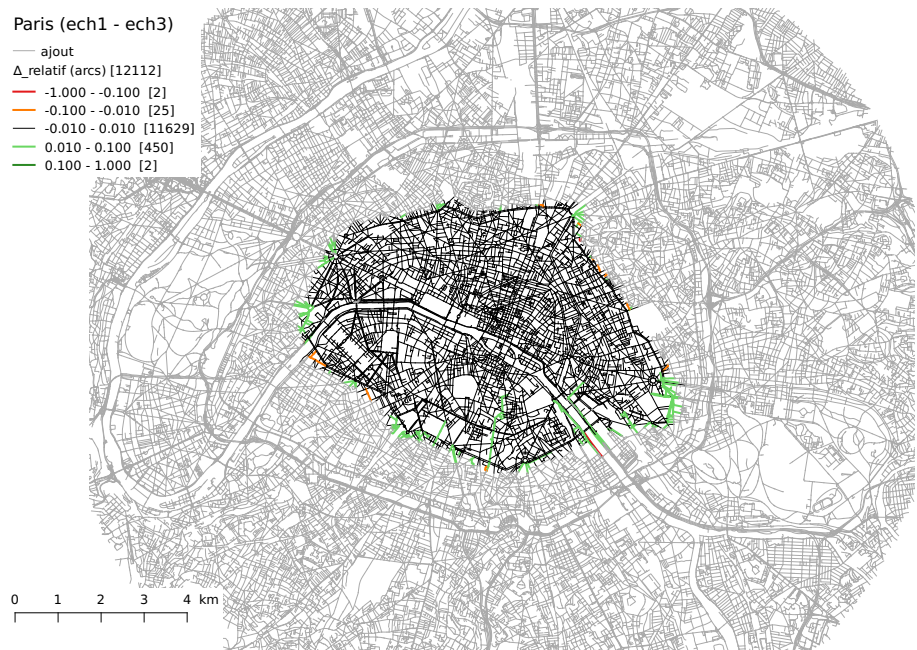 Paris (ech1 - ech3)
ajout
Δ_relatif (arcs) [12112]
-1.000 - -0.100 [2]
-0.100 - -0.010 [25]
-0.010 - 0.010 [11629]
0.010 - 0.100 [450]
0.100 - 1.000 [2]
0 1 2 3 4 km